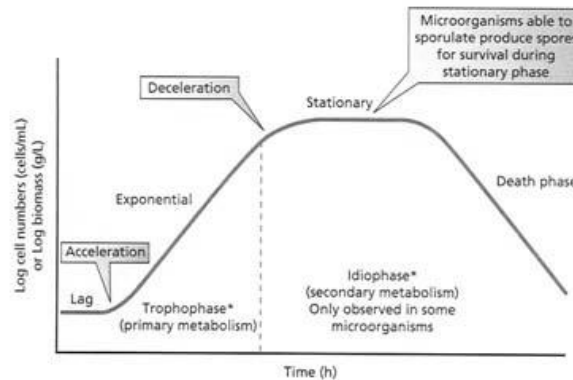 Microorganisms able to
sporulate produce spores
for survival during
stationary phase
Deceleration
Stationary
Log cell numbers (cells/mL)
or Log biomass (g/L)
Exponential
Death phase
Acceleration
Lag
Trophophase*
(primary metabolism)
Idiophase*
(secondary metabolism)
Only observed in some
microorganisms
Time (h)